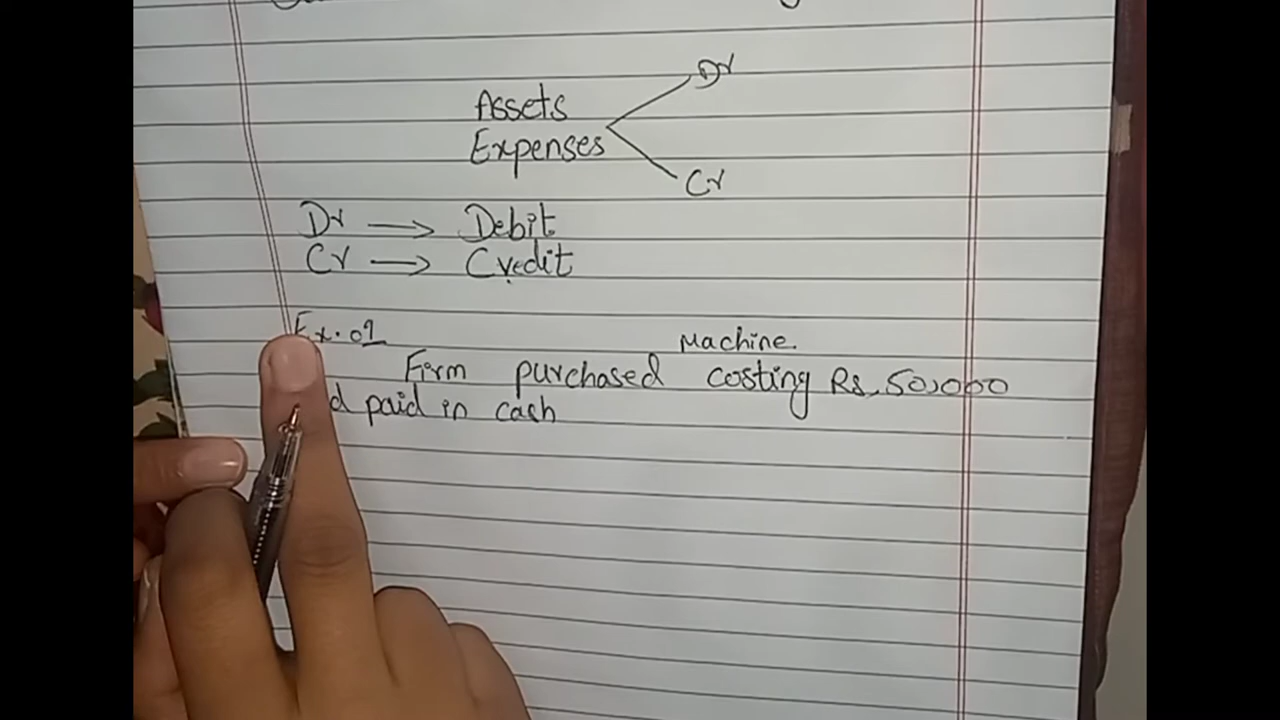 Dr
Assets
Expenses
Cr
Dr → Debit
Cr → Credit
Ex. 01
Machine.
Firm purchased costing Rs. 50,000
paid in cash